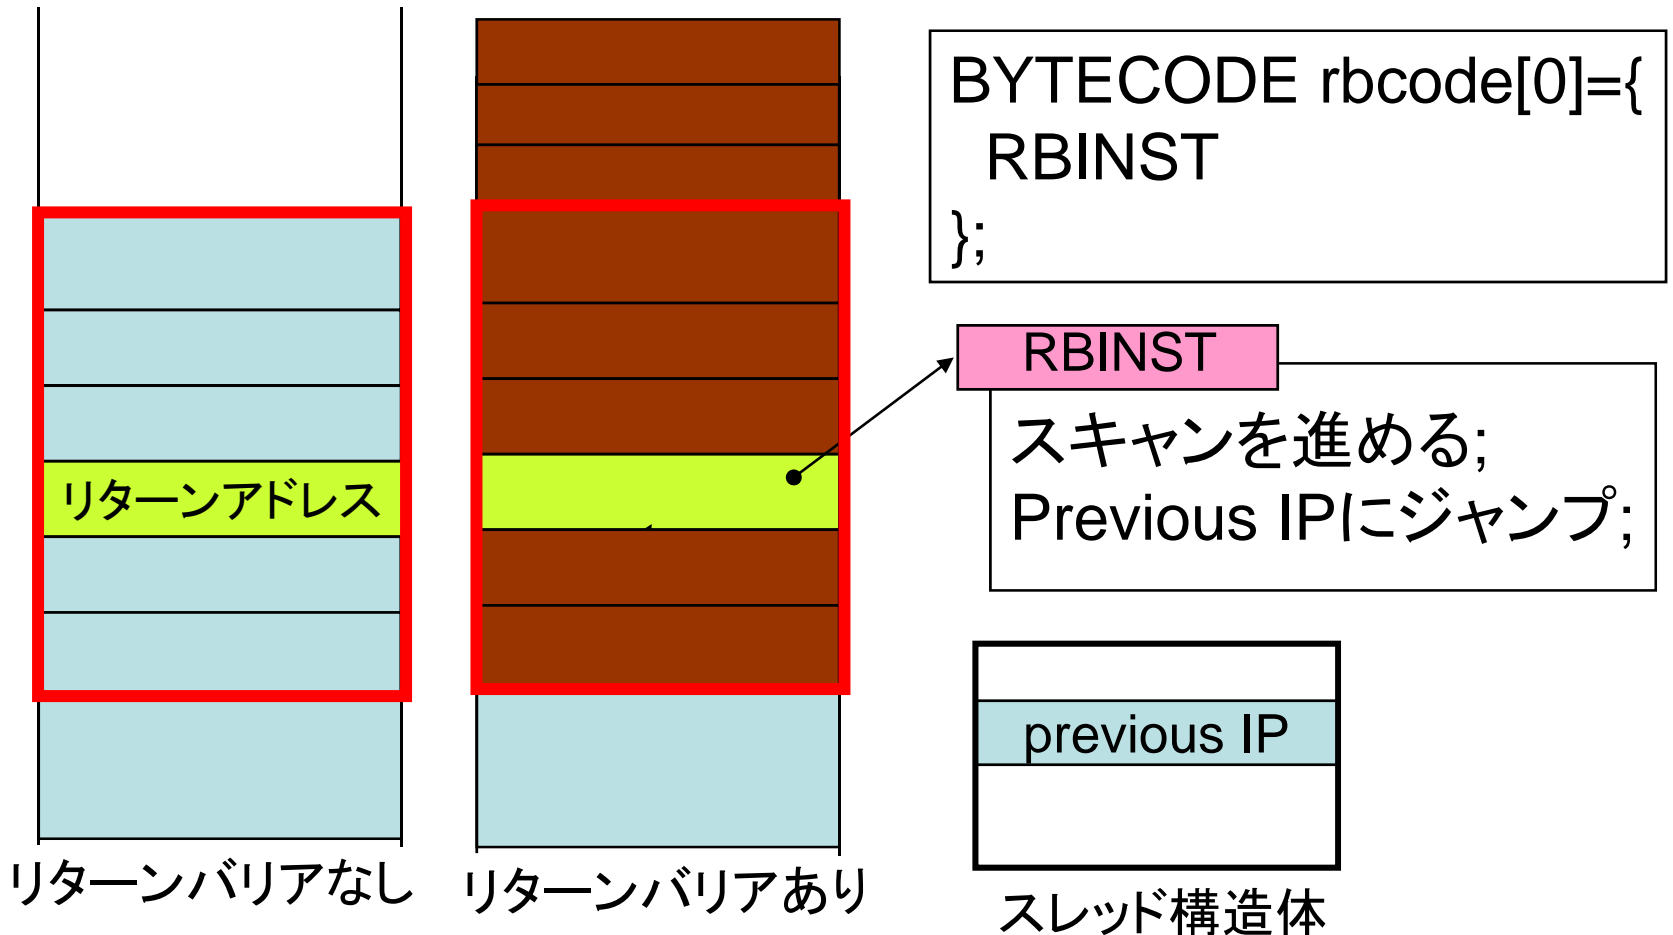 BYTECODE rbcode[0]={
RBINST
};
RBINST
スキャンを進める;
Previous IPにジャンプ;
リターンアドレス
previous IP
リターンバリアなし
リターンバリアあり
スレッド構造体